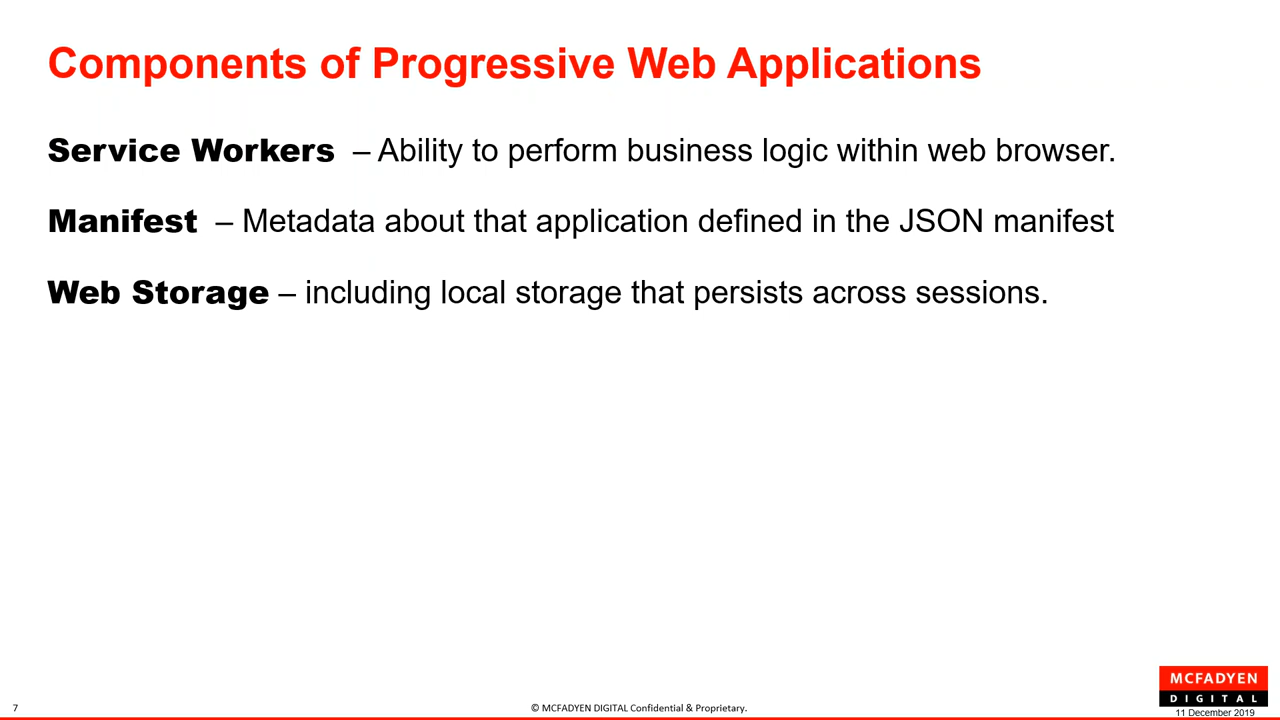 Components of Progressive Web Applications
Service Workers – Ability to perform business logic within web browser.
Manifest – Metadata about that application defined in the JSON manifest
Web Storage – including local storage that persists across sessions.
7
© MCFADYEN DIGITAL Confidential & Proprietary.
MCFADYEN
DIGITAL
11 December 2019